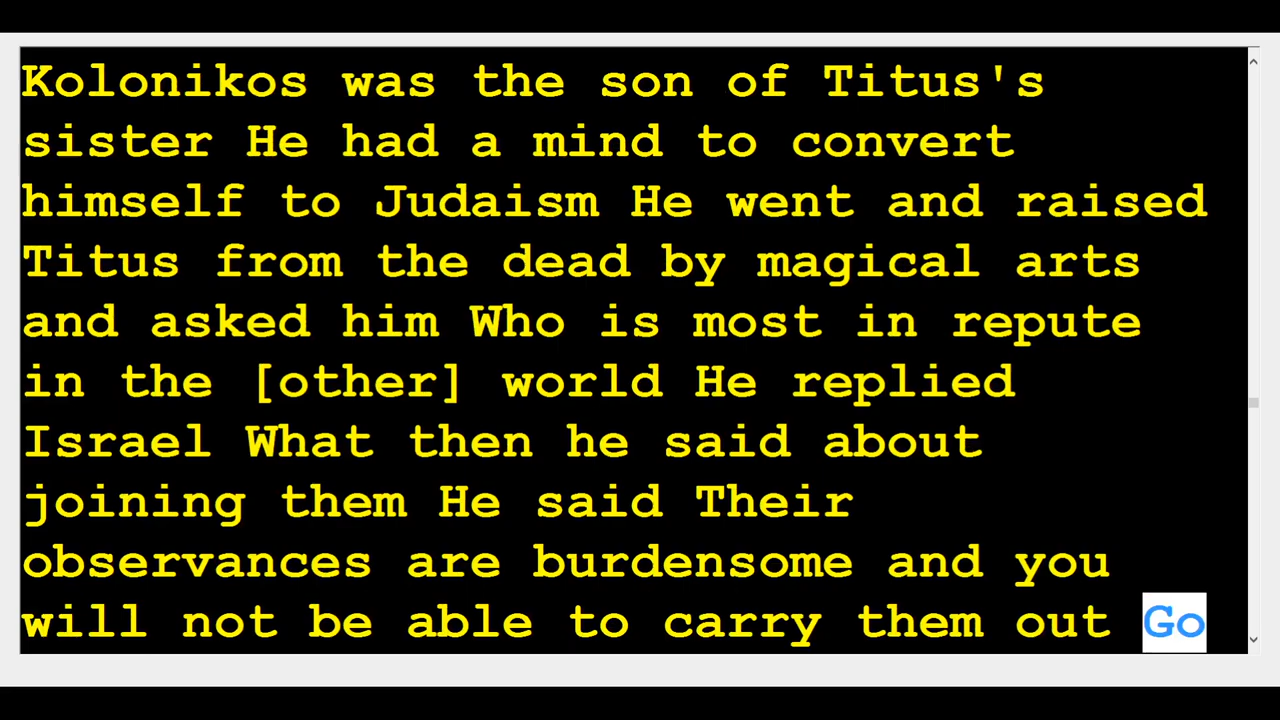 Kolonikos was the son of Titus's
sister He had a mind to convert
himself to Judaism He went and raised
Titus from the dead by magical arts
and asked him Who is most in repute
in the [other] world He replied
Israel What then he said about
joining them He said Their
observances are burdensome and you
will not be able to carry them out Go